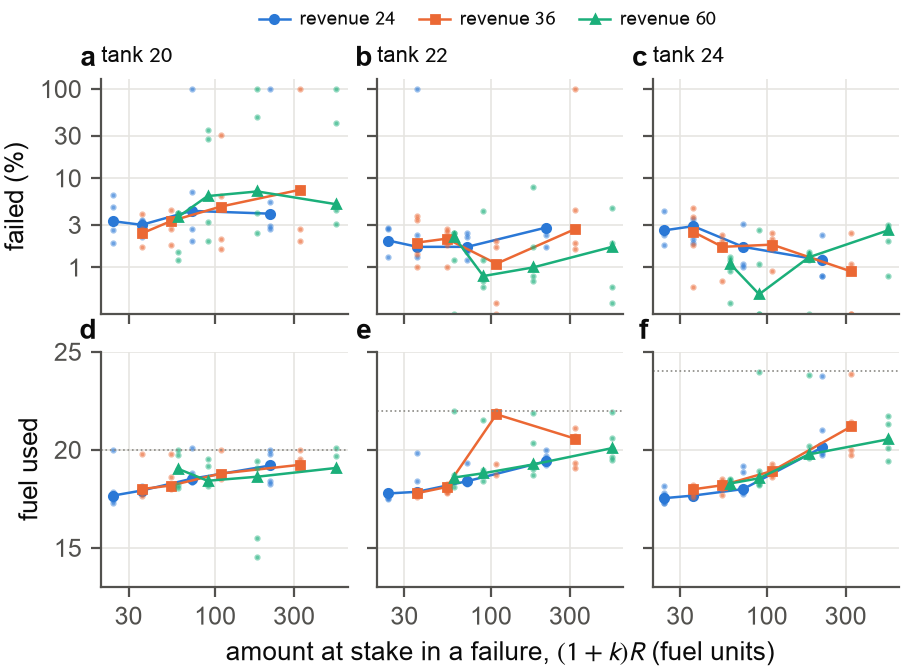 revenue 24 revenue 36 revenue 60
a tank 20 b tank 22 c tank 24
failed (%)
100
30
10
3
1
d e f
fuel used
25
20
15
30 100 300 30 100 300 30 100 300
amount at stake in a failure, (1 + k)R (fuel units)